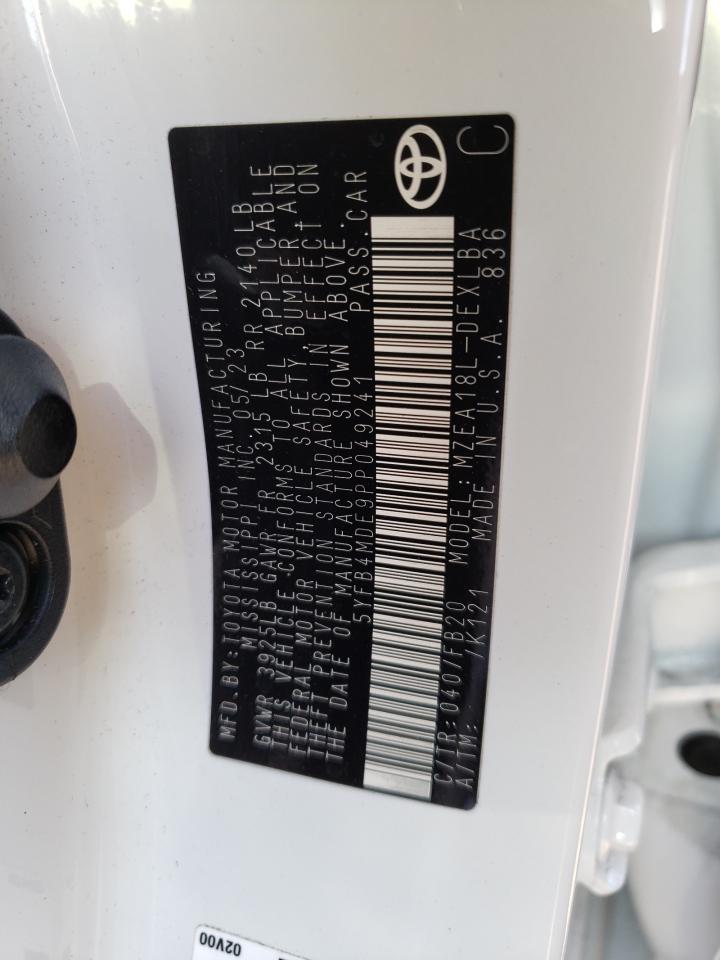 MFD.BY:TOYOTA MOTOR MANUFACTURING
MISSISSIPPI INC. 05/23
GVWR 3925LB GAWR FR 2315 LB RR 2140 LB
THIS VEHICLE CONFORMS TO ALL APPLICABLE
FEDERAL MOTOR VEHICLE SAFETY, BUMPER, AND
THEFT PREVENTION STANDARDS IN EFFECT ON
THE DATE OF MANUFACTURE SHOWN ABOVE.
5YFB4MDE9PP049241 PASS.CAR
C/TR:040/FB20 MODEL:MZEA18L-DEXLBA
A/TM: /K121 MADE IN U.S.A. 836
C
02V00